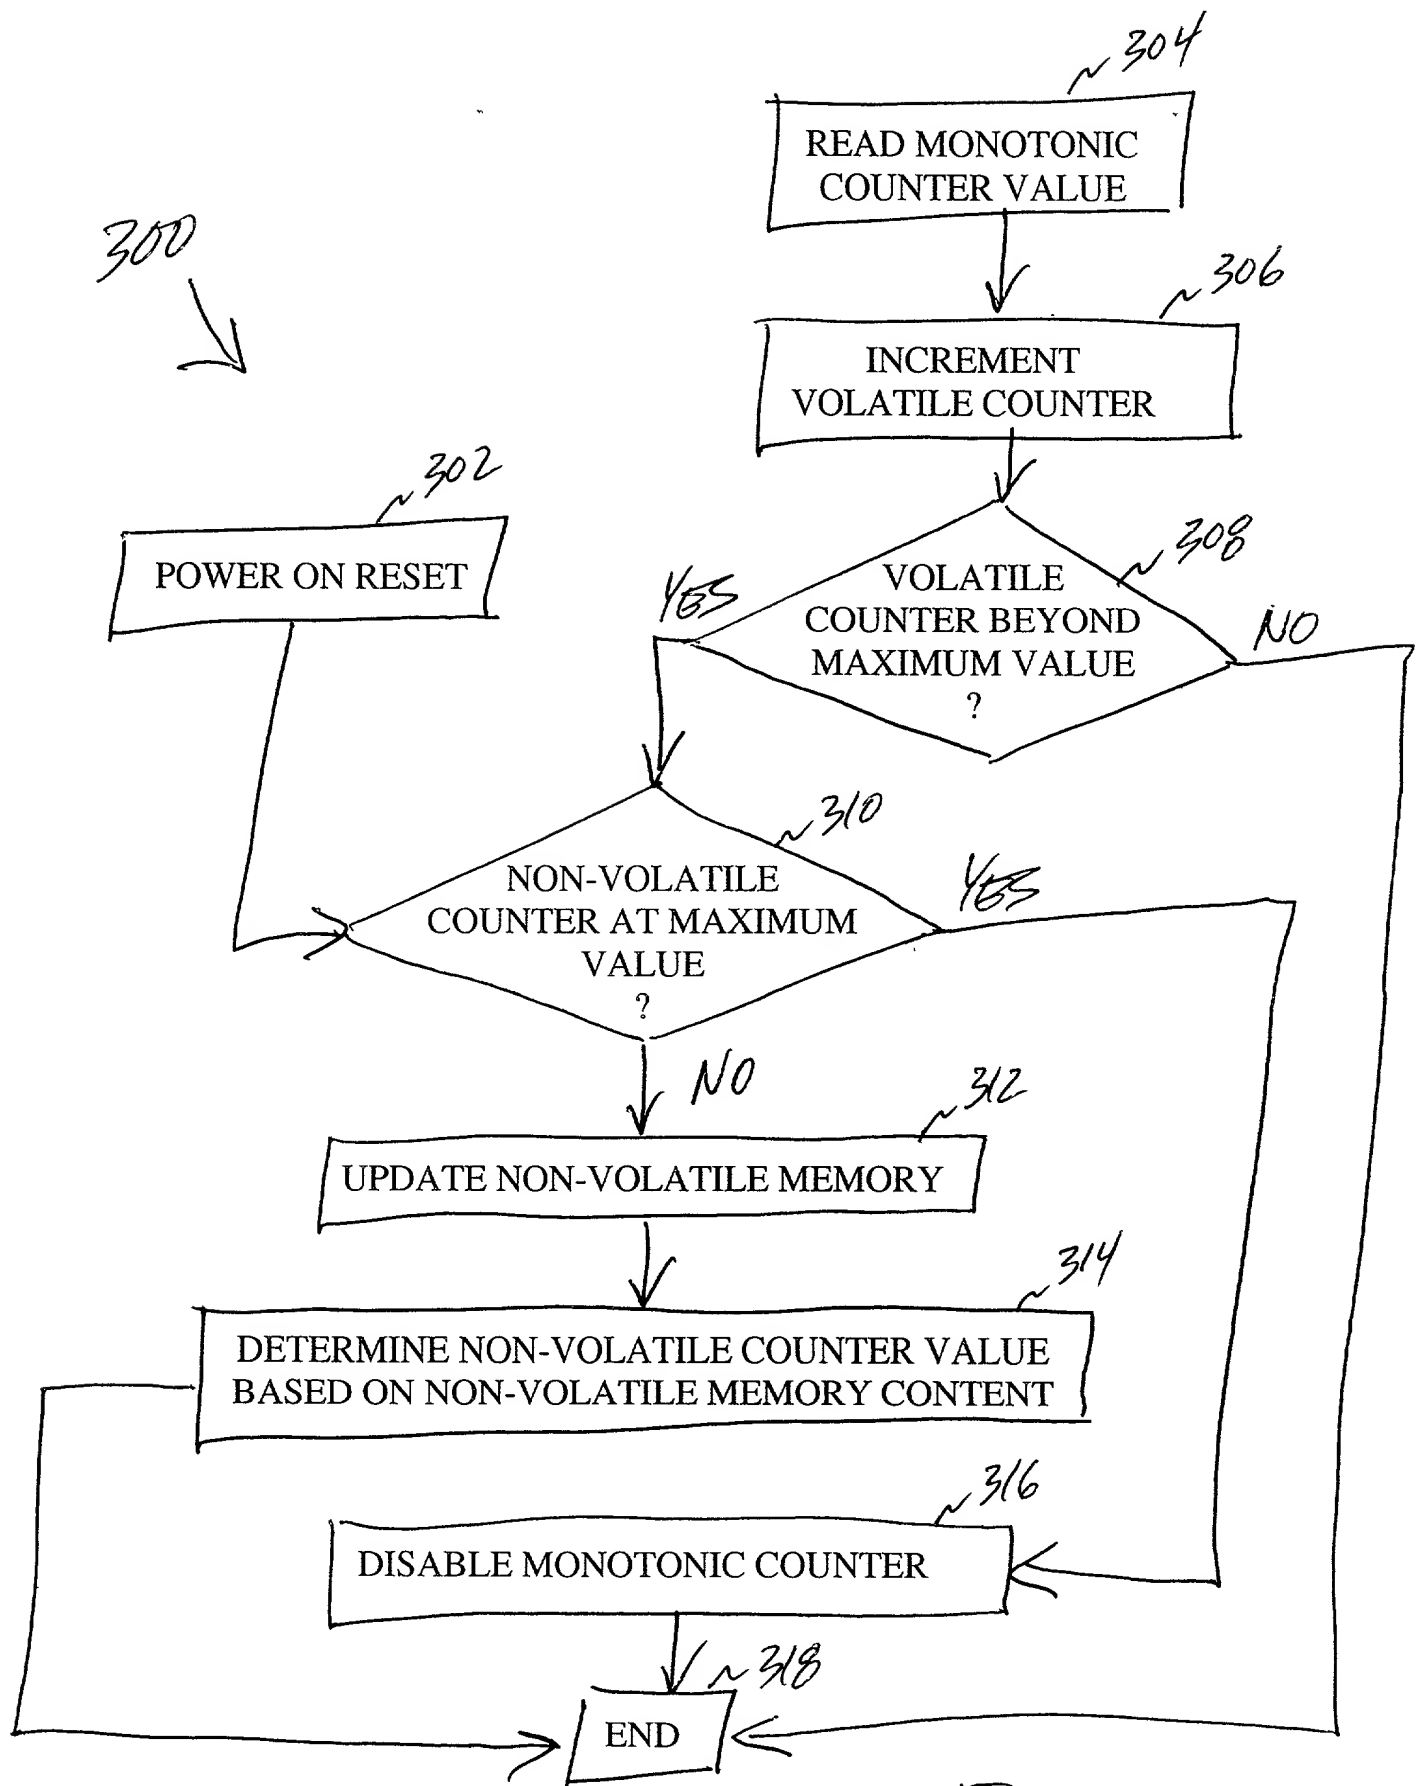 304
READ MONOTONIC
COUNTER VALUE
300
306
INCREMENT
VOLATILE COUNTER
302
POWER ON RESET
308
VOLATILE
COUNTER BEYOND
MAXIMUM VALUE
?
YES
NO
310
NON-VOLATILE
COUNTER AT MAXIMUM
VALUE
?
YES
NO
312
UPDATE NON-VOLATILE MEMORY
314
DETERMINE NON-VOLATILE COUNTER VALUE
BASED ON NON-VOLATILE MEMORY CONTENT
316
DISABLE MONOTONIC COUNTER
318
END